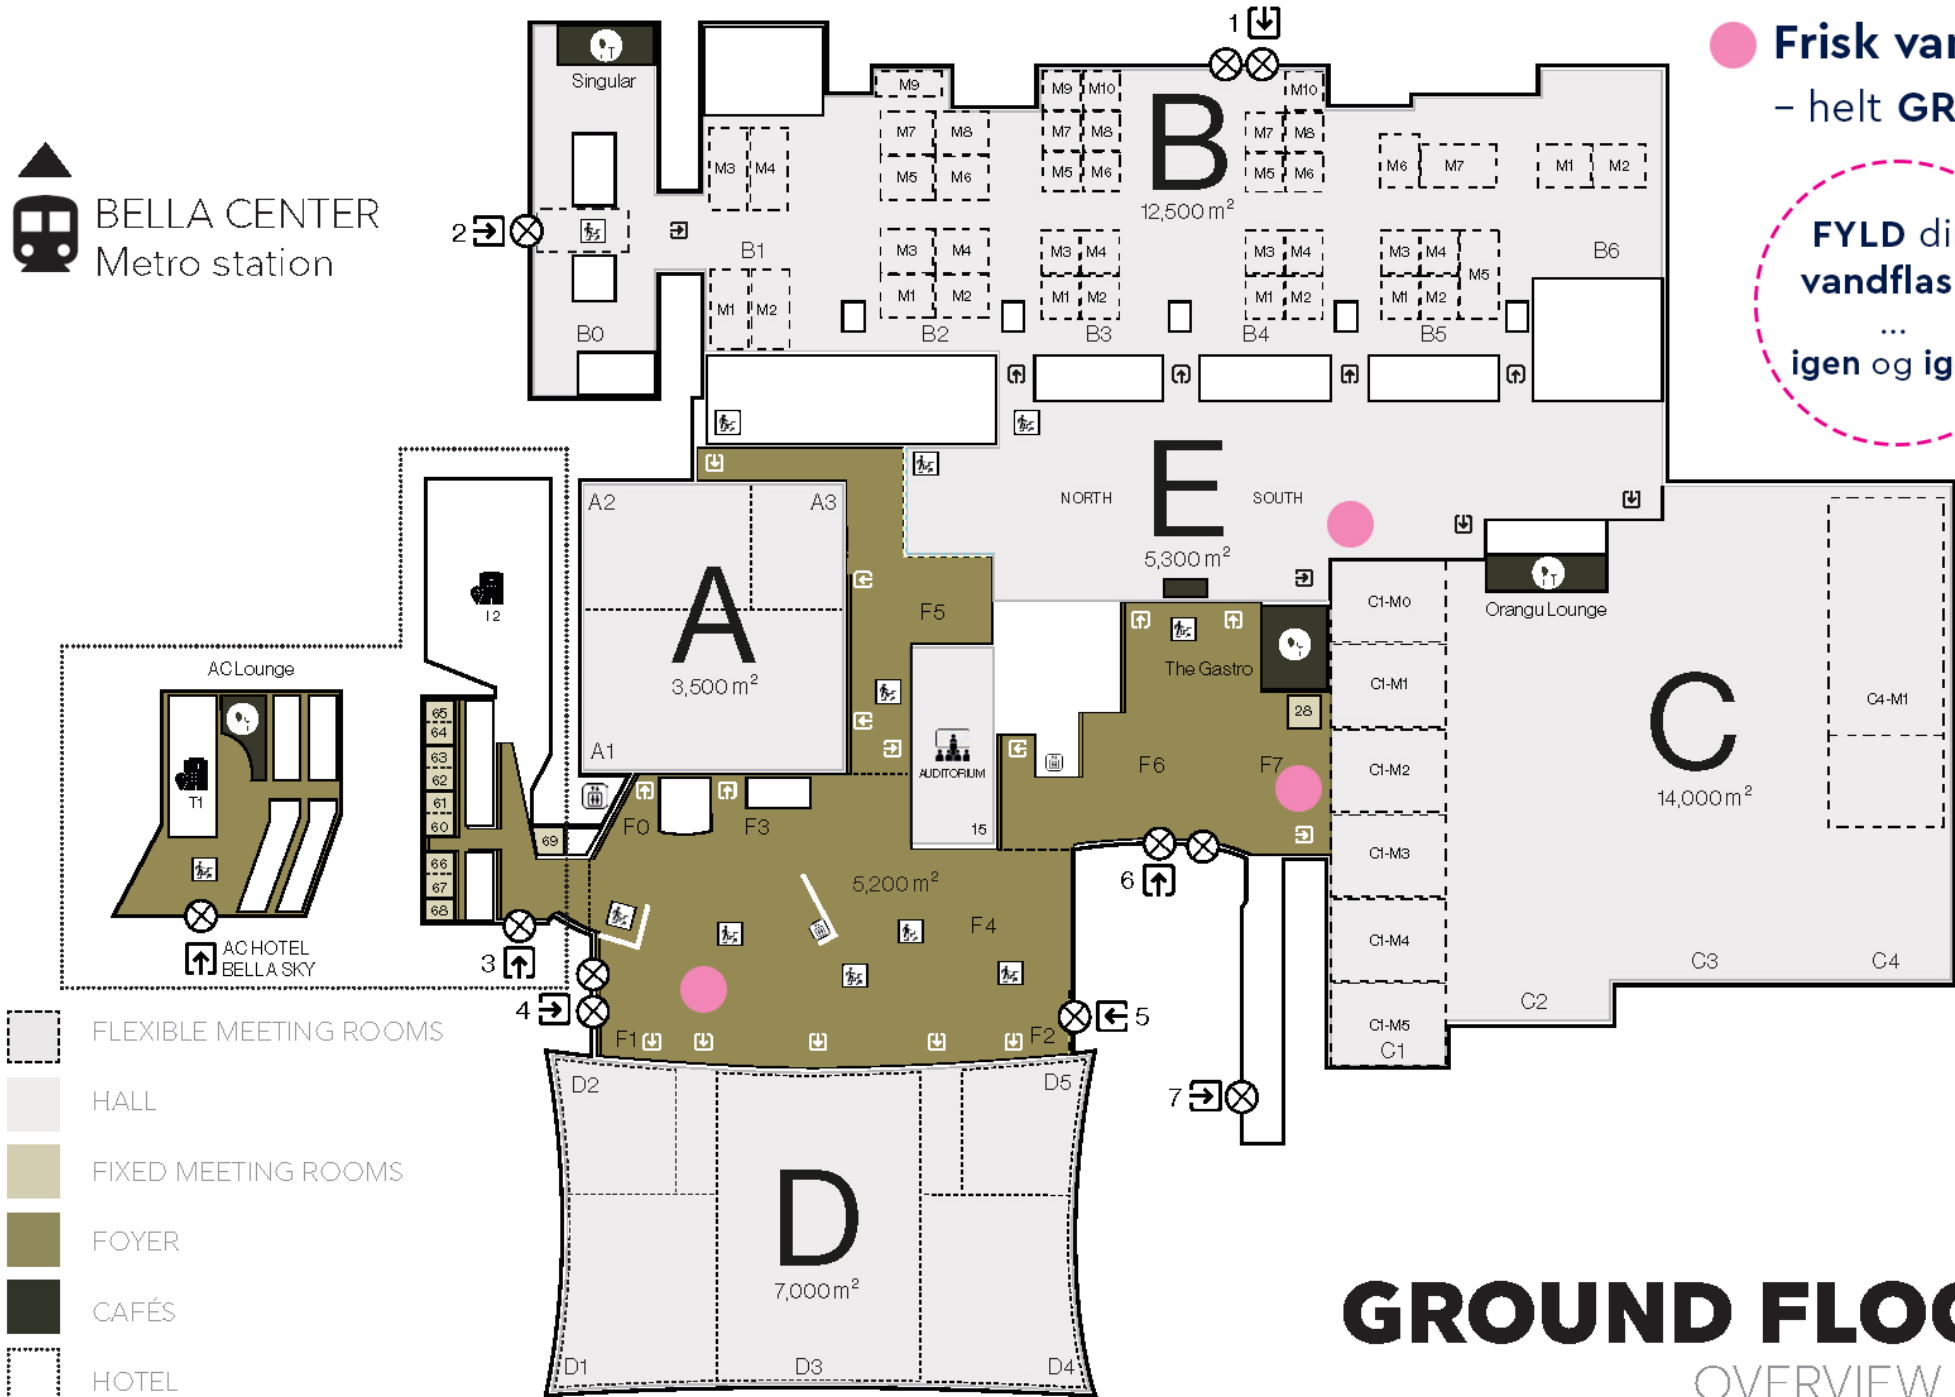 1
Frisk van
– helt GR
FYLD di
vandflas
...
igen og ig
BELLA CENTER
Metro station
Singular
2
B0
M9
M9 M10
M10
M7 M8
M7 M8
M7 M8
M3 M4
M5 M6
M5 M6
M5 M6
M6 M7
M1 M2
B
12,500 m²
B1
M3 M4
M3 M4
M3 M4
M3 M4
M5
B6
M1 M2
M1 M2
M1 M2
M1 M2
M1 M2
B2
B3
B4
B5
E
NORTH
SOUTH
5,300 m²
A2
A3
A
3,500 m²
A1
F5
T2
AC Lounge
T1
AC HOTEL
BELLA SKY
65
64
63
62
61
60
66
67
68
69
3
4
F0
F3
AUDITORIUM
15
The Gastro
28
F6
F7
6
5,200 m²
F4
F1
F2
5
7
Orangu Lounge
C1-M0
C1-M1
C1-M2
C1-M3
C1-M4
C1-M5
C1
C
14,000 m²
C4-M1
C2
C3
C4
D2
D5
D
7,000 m²
D1
D3
D4
FLEXIBLE MEETING ROOMS
HALL
FIXED MEETING ROOMS
FOYER
CAFÉS
HOTEL
GROUND FLOO
OVERVIEW